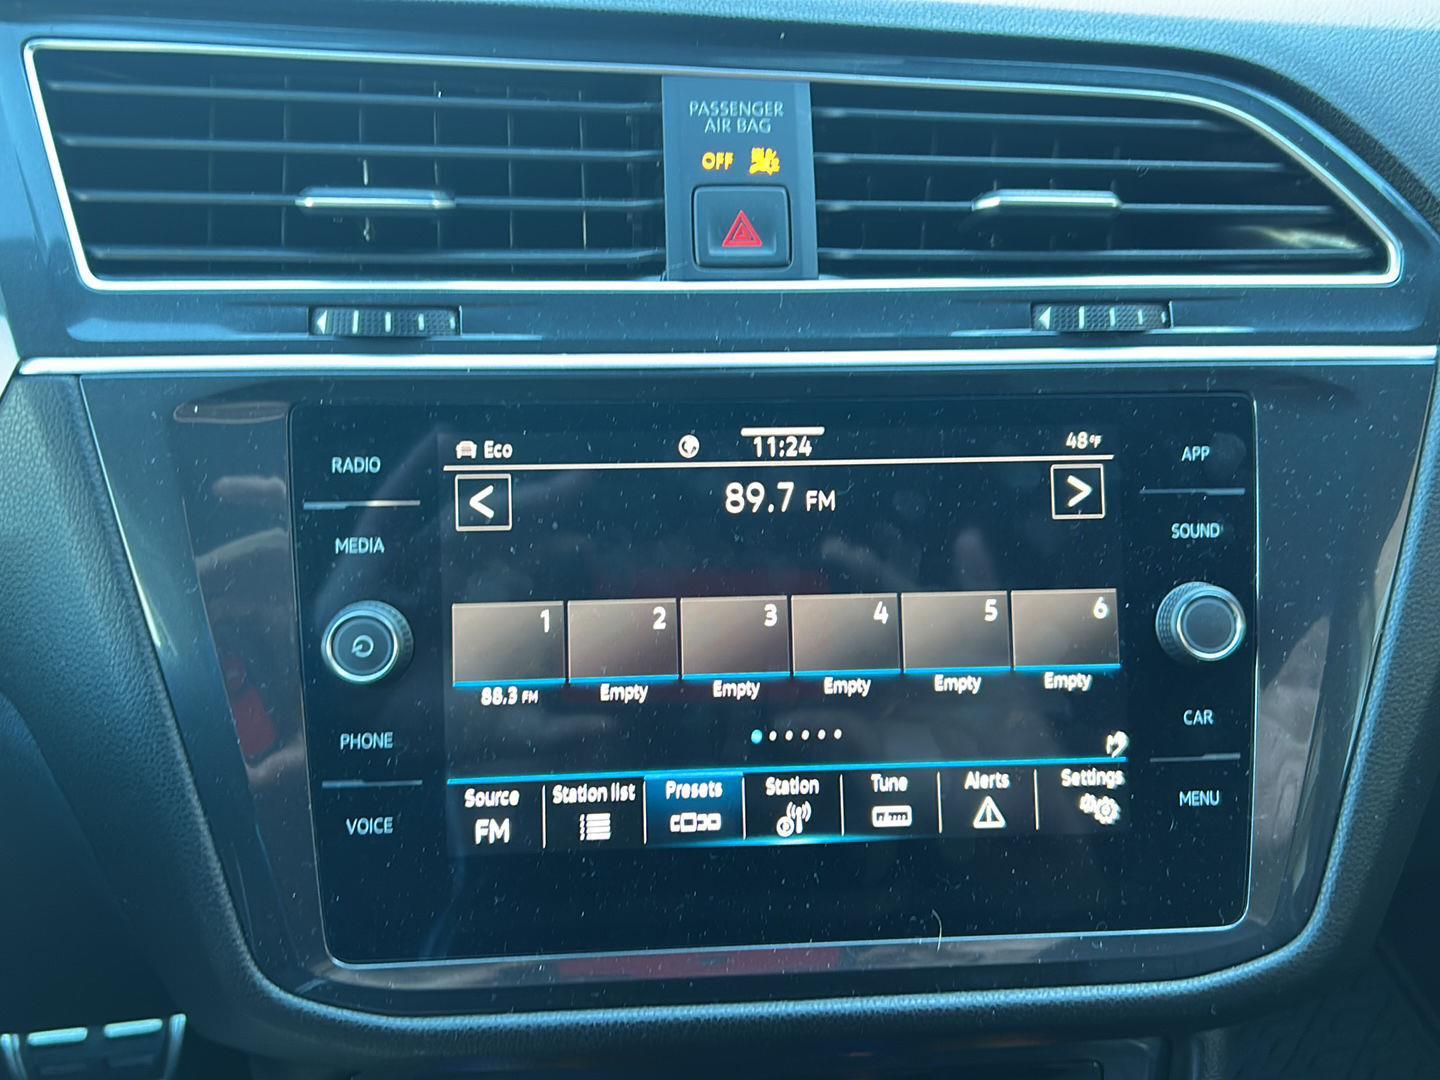 PASSENGER
AIR BAG
OFF
RADIO
MEDIA
PHONE
VOICE
Eco
11:24
48°F
<
89.7 FM
>
1 2 3 4 5 6
88.3 FM Empty Empty Empty Empty Empty
Source Station list Presets Station Tune Alerts Settings
FM
APP
SOUND
CAR
MENU